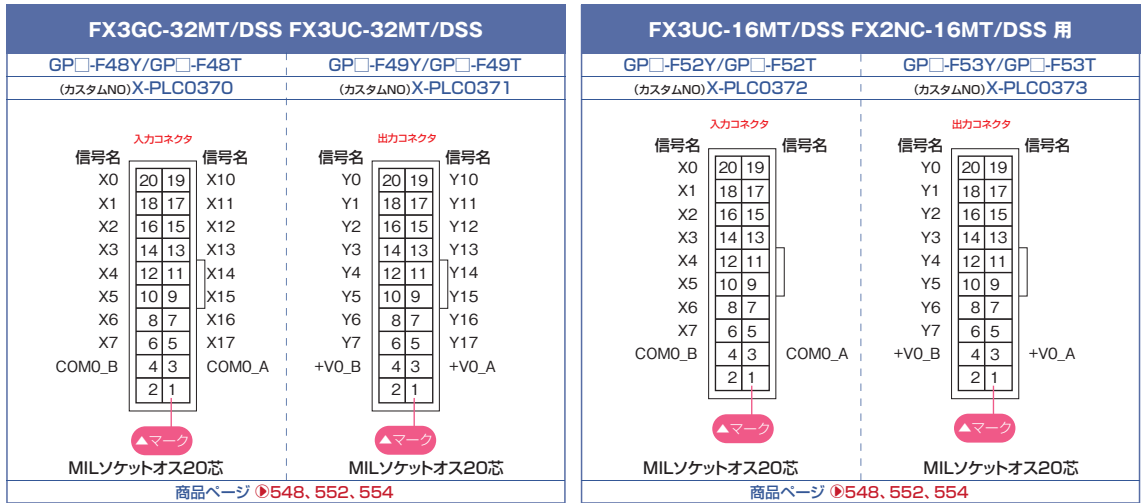 FX3GC-32MT/DSS FX3UC-32MT/DSS
GP□-F48Y/GP□-F48T
GP□-F49Y/GP□-F49T
(カスタムNO)X-PLC0370
(カスタムNO)X-PLC0371
入力コネクタ
信号名 信号名
X0 20 19 X10
X1 18 17 X11
X2 16 15 X12
X3 14 13 X13
X4 12 11 X14
X5 10 9 X15
X6 8 7 X16
X7 6 5 X17
COM0_B 4 3 COM0_A
2 1
▲マーク
MILソケットオス20芯
出力コネクタ
信号名 信号名
Y0 20 19 Y10
Y1 18 17 Y11
Y2 16 15 Y12
Y3 14 13 Y13
Y4 12 11 Y14
Y5 10 9 Y15
Y6 8 7 Y16
Y7 6 5 Y17
+V0_B 4 3 +V0_A
2 1
▲マーク
MILソケットオス20芯
商品ページ 548、552、554
FX3UC-16MT/DSS FX2NC-16MT/DSS 用
GP□-F52Y/GP□-F52T
GP□-F53Y/GP□-F53T
(カスタムNO)X-PLC0372
(カスタムNO)X-PLC0373
入力コネクタ
信号名 信号名
X0 20 19
X1 18 17
X2 16 15
X3 14 13
X4 12 11
X5 10 9
X6 8 7
X7 6 5
COM0_B 4 3 COM0_A
2 1
▲マーク
MILソケットオス20芯
出力コネクタ
信号名 信号名
Y0 20 19
Y1 18 17
Y2 16 15
Y3 14 13
Y4 12 11
Y5 10 9
Y6 8 7
Y7 6 5
+V0_B 4 3 +V0_A
2 1
▲マーク
MILソケットオス20芯
商品ページ 548、552、554